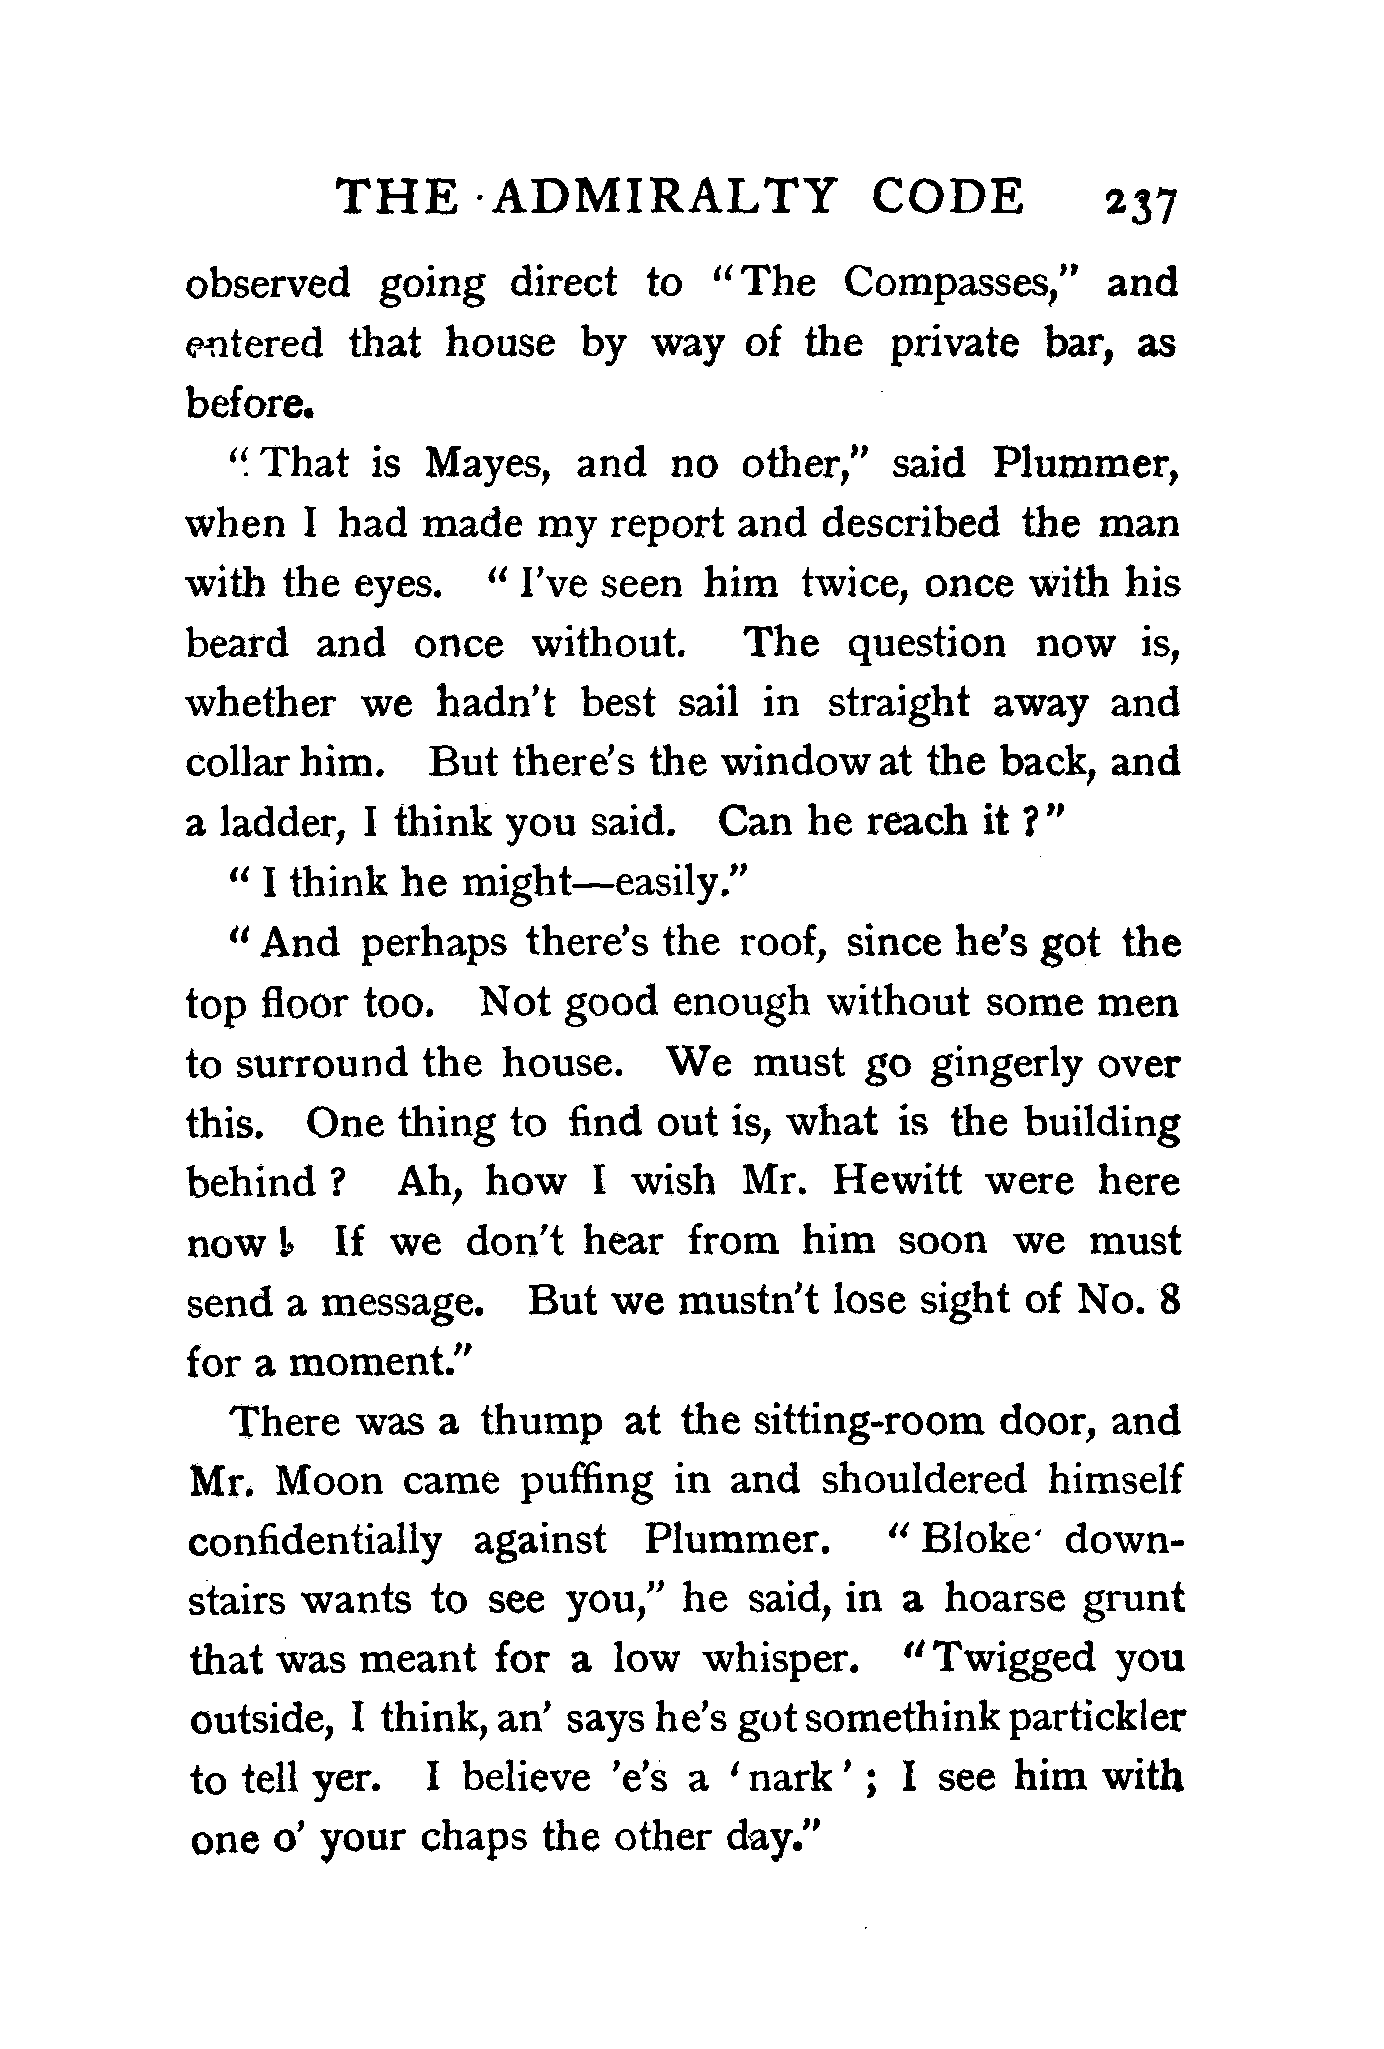 THE ADMIRALTY CODE 237
observed going direct to "The Compasses," and
entered that house by way of the private bar, as
before.
"That is Mayes, and no other," said Plummer,
when I had made my report and described the man
with the eyes. "I've seen him twice, once with his
beard and once without. The question now is,
whether we hadn't best sail in straight away and
collar him. But there's the window at the back, and
a ladder, I think you said. Can he reach it?"
"I think he might—easily."
"And perhaps there's the roof, since he's got the
top floor too. Not good enough without some men
to surround the house. We must go gingerly over
this. One thing to find out is, what is the building
behind? Ah, how I wish Mr. Hewitt were here
now! If we don't hear from him soon we must
send a message. But we mustn't lose sight of No. 8
for a moment."
There was a thump at the sitting-room door, and
Mr. Moon came puffing in and shouldered himself
confidentially against Plummer. "Bloke down-
stairs wants to see you," he said, in a hoarse grunt
that was meant for a low whisper. "Twigged you
outside, I think, an' says he's got somethink partickler
to tell yer. I believe 'e's a 'nark'; I see him with
one o' your chaps the other day."